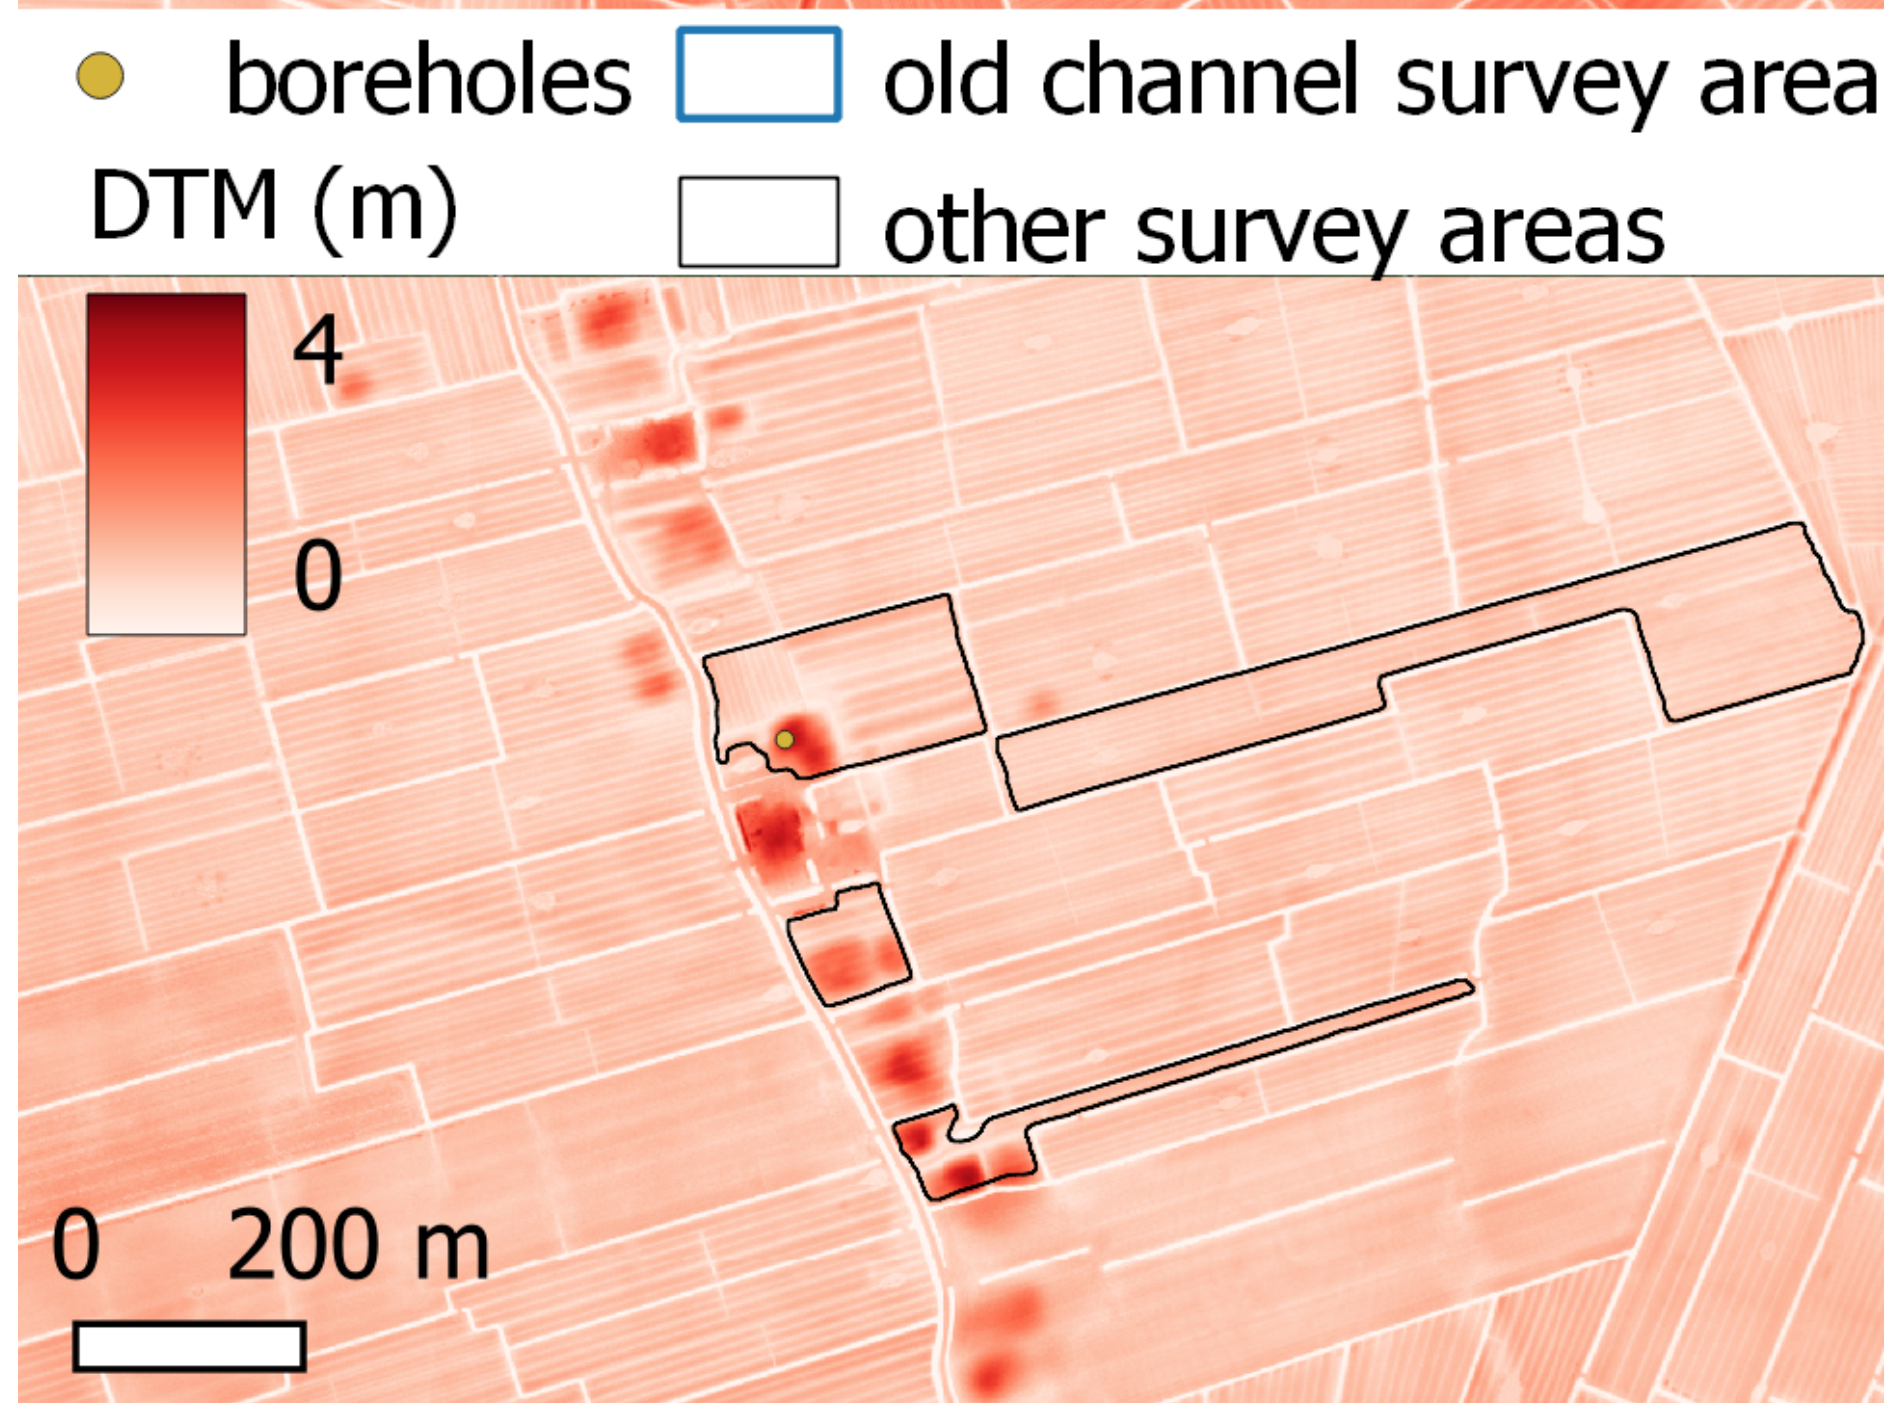 boreholes
old channel survey area
DTM (m)
other survey areas
4
0
0 200 m